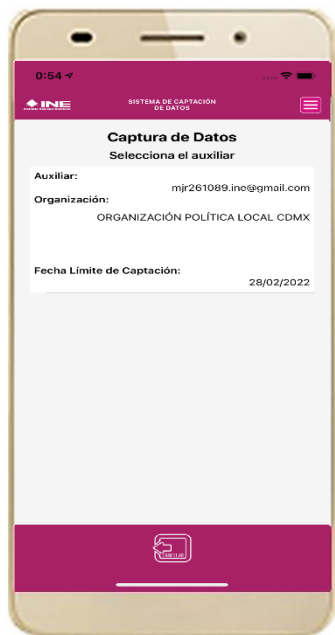 0:54
INE
SISTEMA DE CAPTACIÓN
DE DATOS
Captura de Datos
Selecciona el auxiliar
Auxiliar:
mjr261089.ine@gmail.com
Organización:
ORGANIZACIÓN POLÍTICA LOCAL CDMX
Fecha Límite de Captación:
28/02/2022